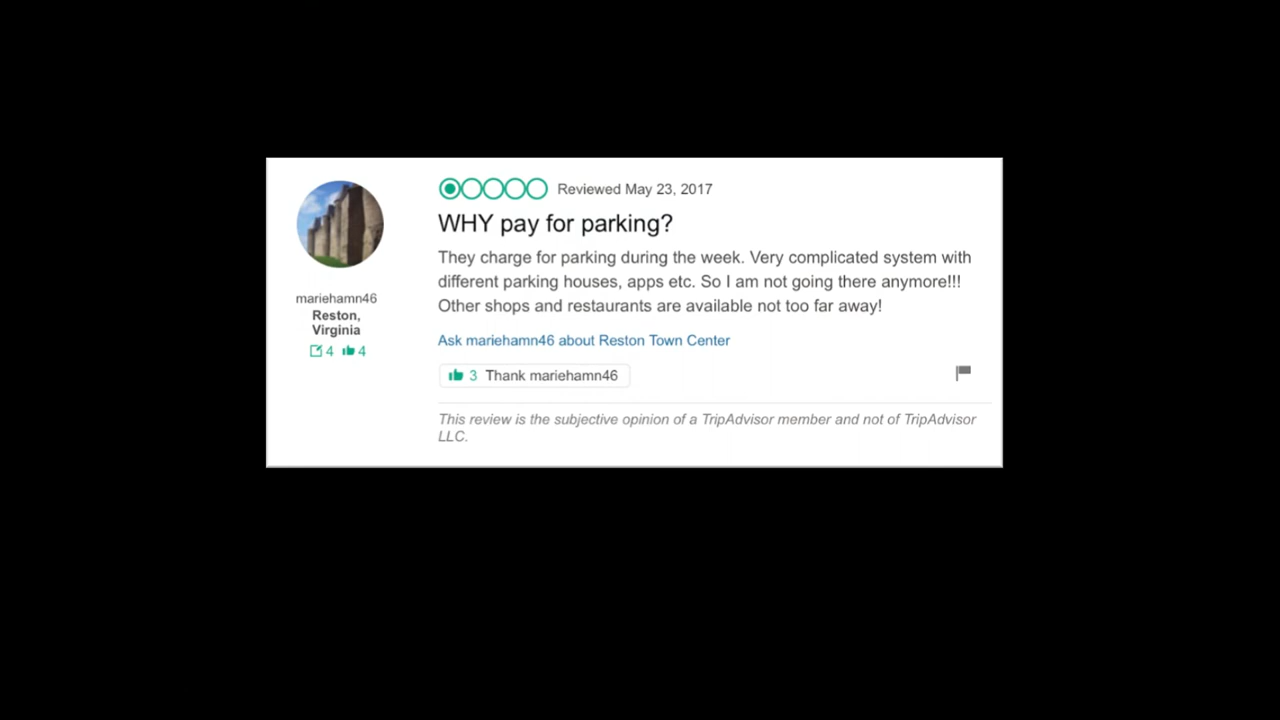 Reviewed May 23, 2017
WHY pay for parking?
They charge for parking during the week. Very complicated system with
different parking houses, apps etc. So I am not going there anymore!!!
Other shops and restaurants are available not too far away!
mariehamn46
Reston,
Virginia
4 4
Ask mariehamn46 about Reston Town Center
3 Thank mariehamn46
This review is the subjective opinion of a TripAdvisor member and not of TripAdvisor
LLC.